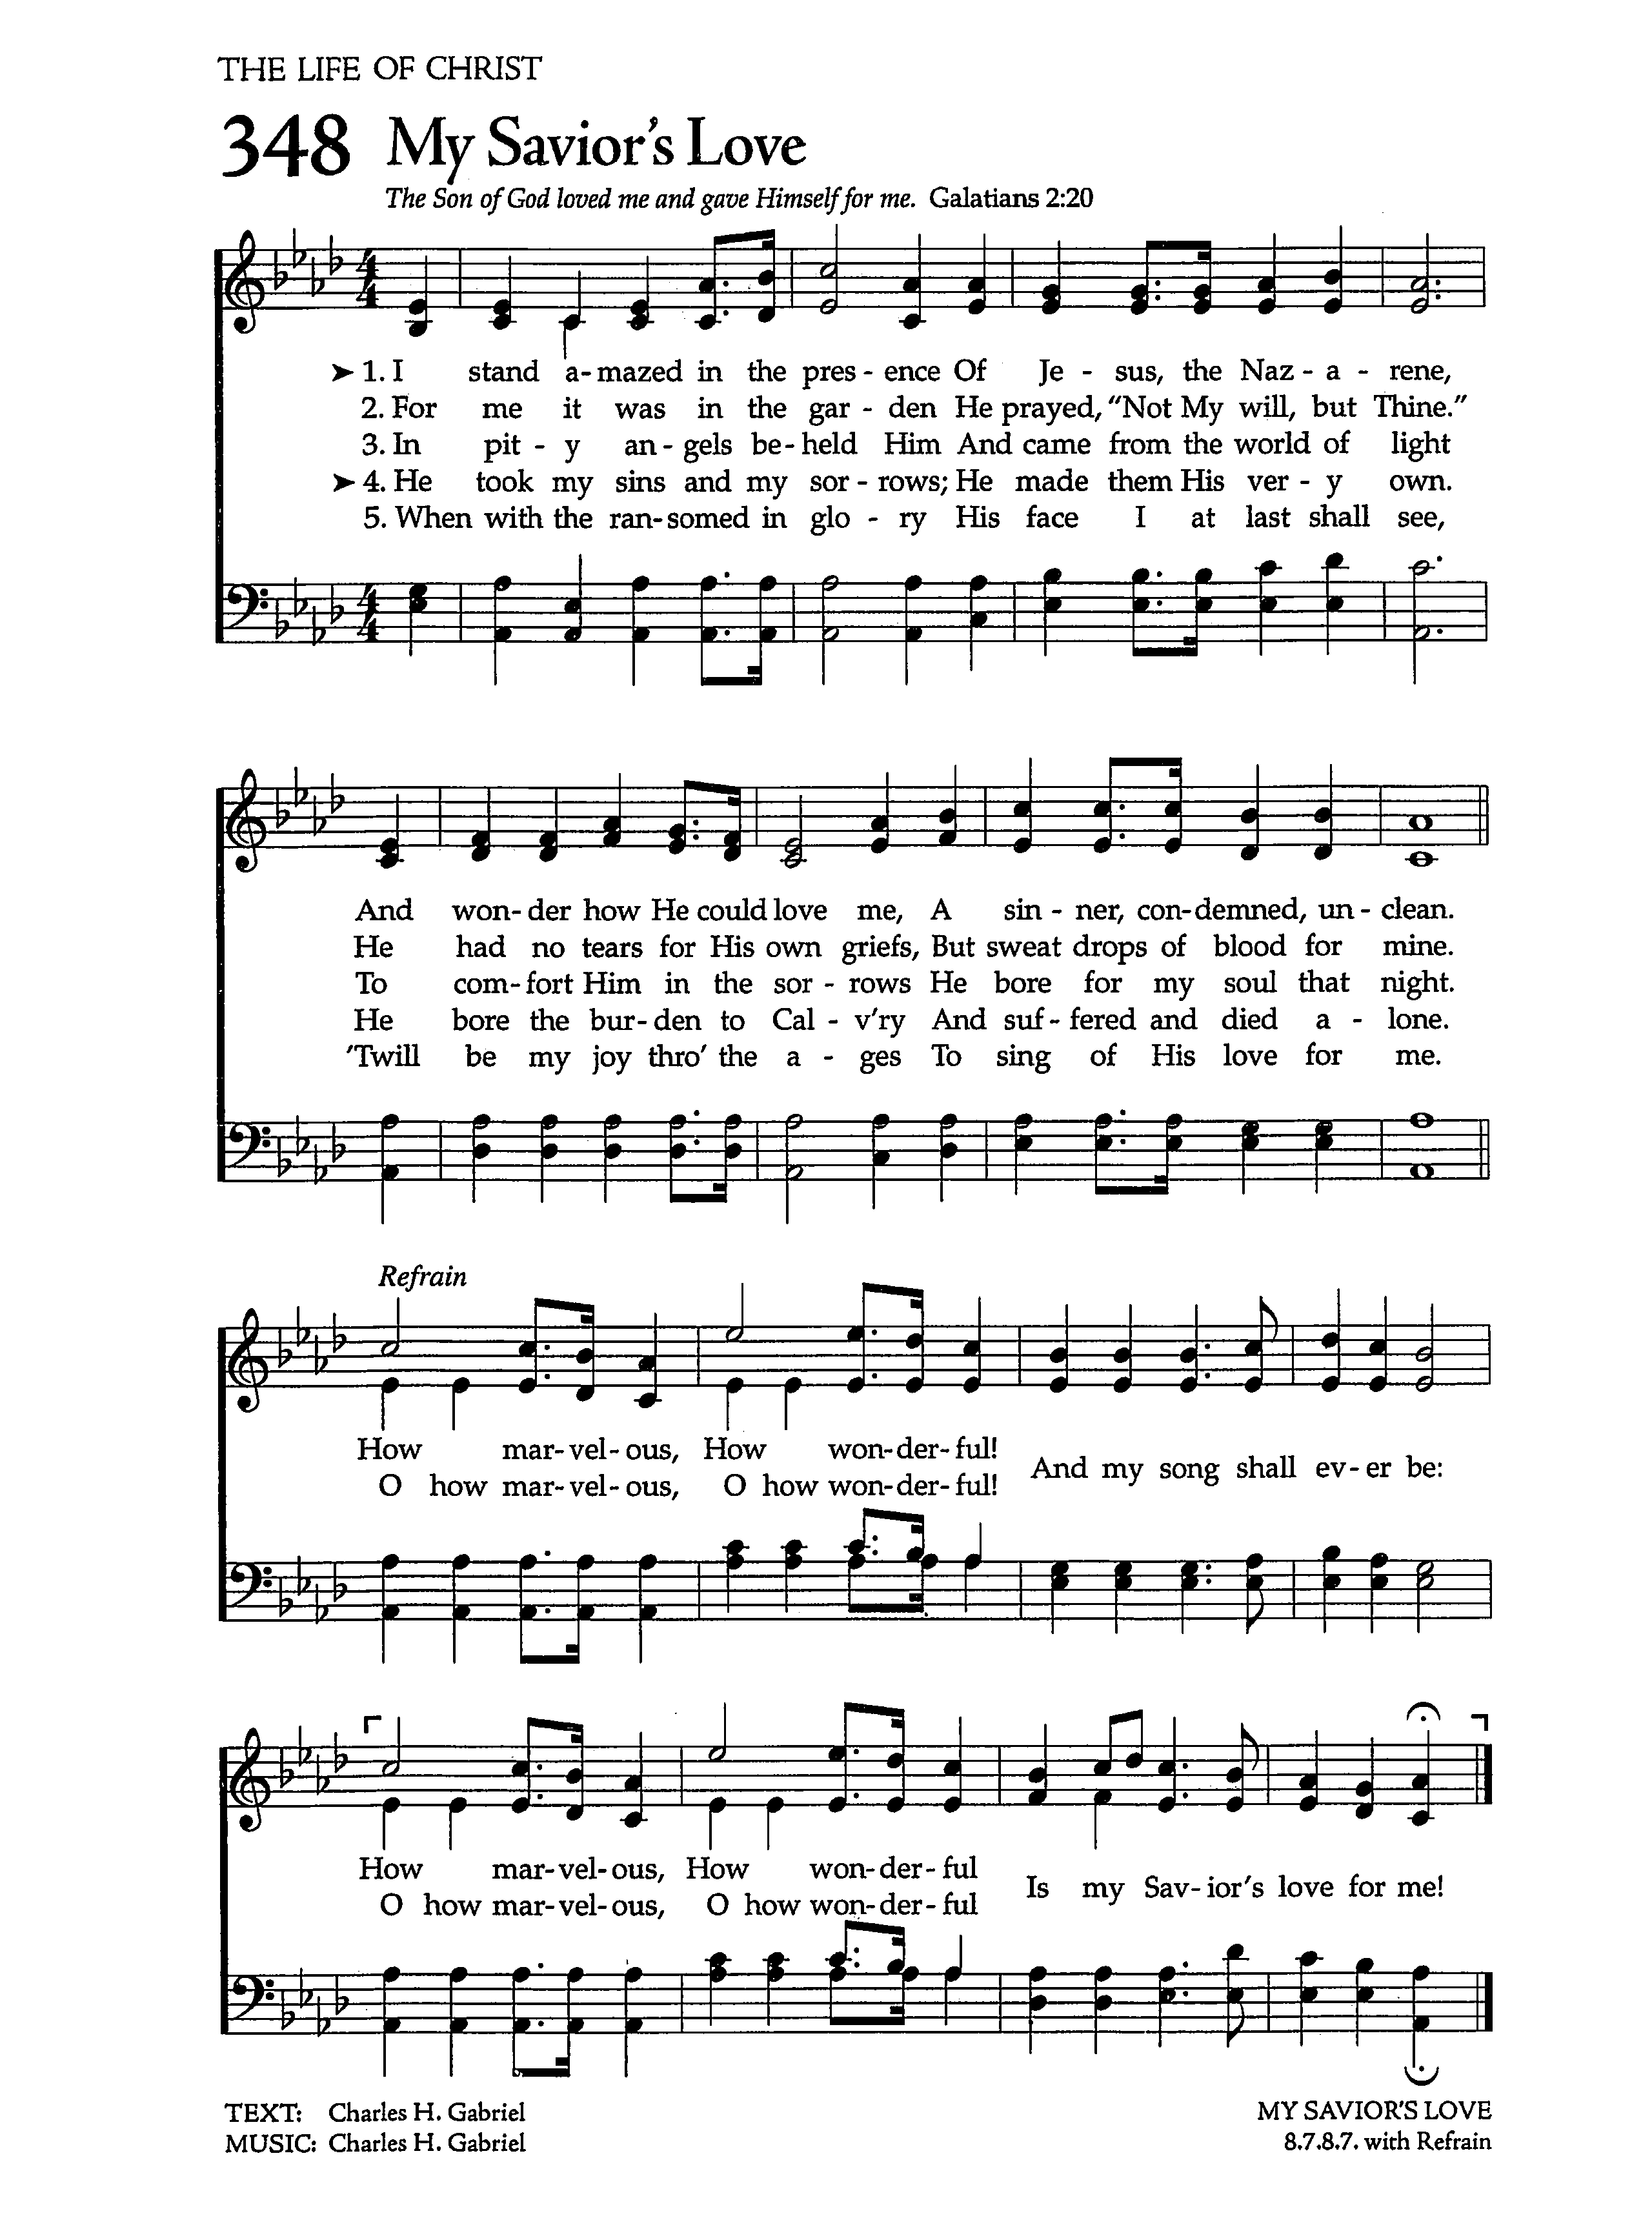 THE LIFE OF CHRIST
348 My Savior's Love
The Son of God loved me and gave Himself for me. Galatians 2:20
➤ 1. I stand a-mazed in the pres - ence Of Je - sus, the Naz - a - rene,
2. For me it was in the gar - den He prayed, “Not My will, but Thine.”
3. In pit - y an - gels be - held Him And came from the world of light
➤ 4. He took my sins and my sor - rows; He made them His ver - y own.
5. When with the ran - somed in glo - ry His face I at last shall see,
And won - der how He could love me, A sin - ner, con - demned, un - clean.
He had no tears for His own griefs, But sweat drops of blood for mine.
To com - fort Him in the sor - rows He bore for my soul that night.
He bore the bur - den to Cal - v'ry And suf - fered and died a - lone.
'Twill be my joy thro' the a - ges To sing of His love for me.
Refrain
How mar - vel - ous, How won - der - ful!
O how mar - vel - ous, O how won - der - ful!
And my song shall ev - er be:
How mar - vel - ous, How won - der - ful
O how mar - vel - ous, O how won - der - ful
Is my Sav - ior's love for me!
TEXT: Charles H. Gabriel
MUSIC: Charles H. Gabriel
MY SAVIOR'S LOVE
8.7.8.7. with Refrain